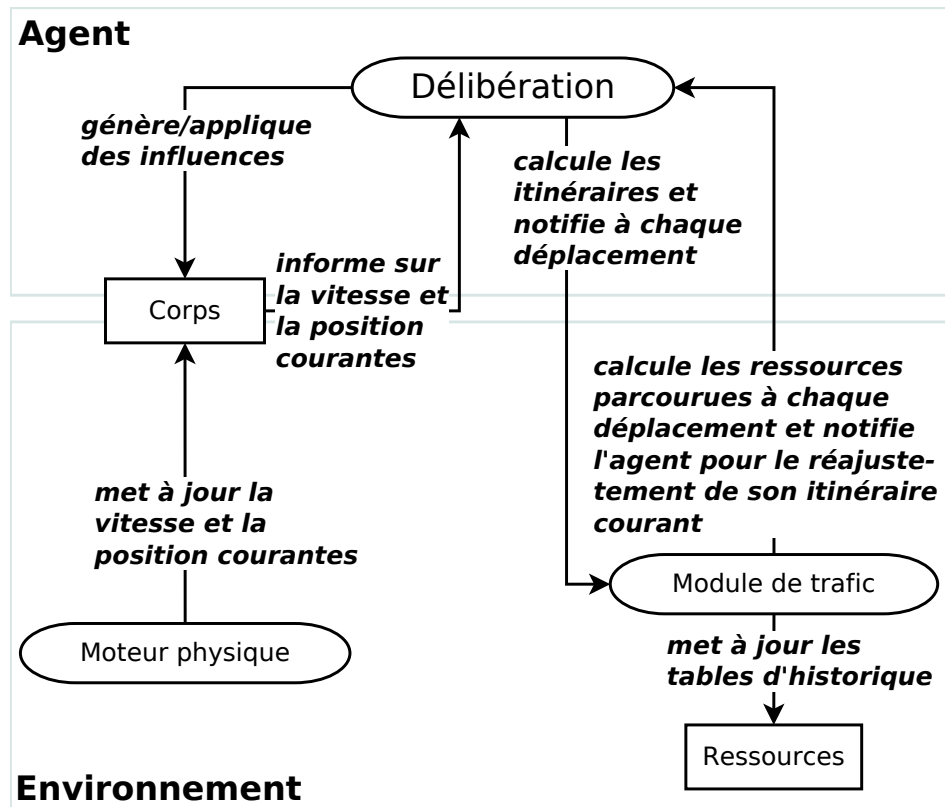 Agent
Délibération
génère/applique
des influences
calcule les
itinéraires et
notifie à chaque
déplacement
informe sur
la vitesse et
la position
courantes
Corps
calcule les ressources
parcourues à chaque
déplacement et notifie
l'agent pour le réajuste-
tement de son itinéraire
courant
met à jour la
vitesse et la
position courantes
Module de trafic
Moteur physique
met à jour les
tables d'historique
Ressources
Environnement